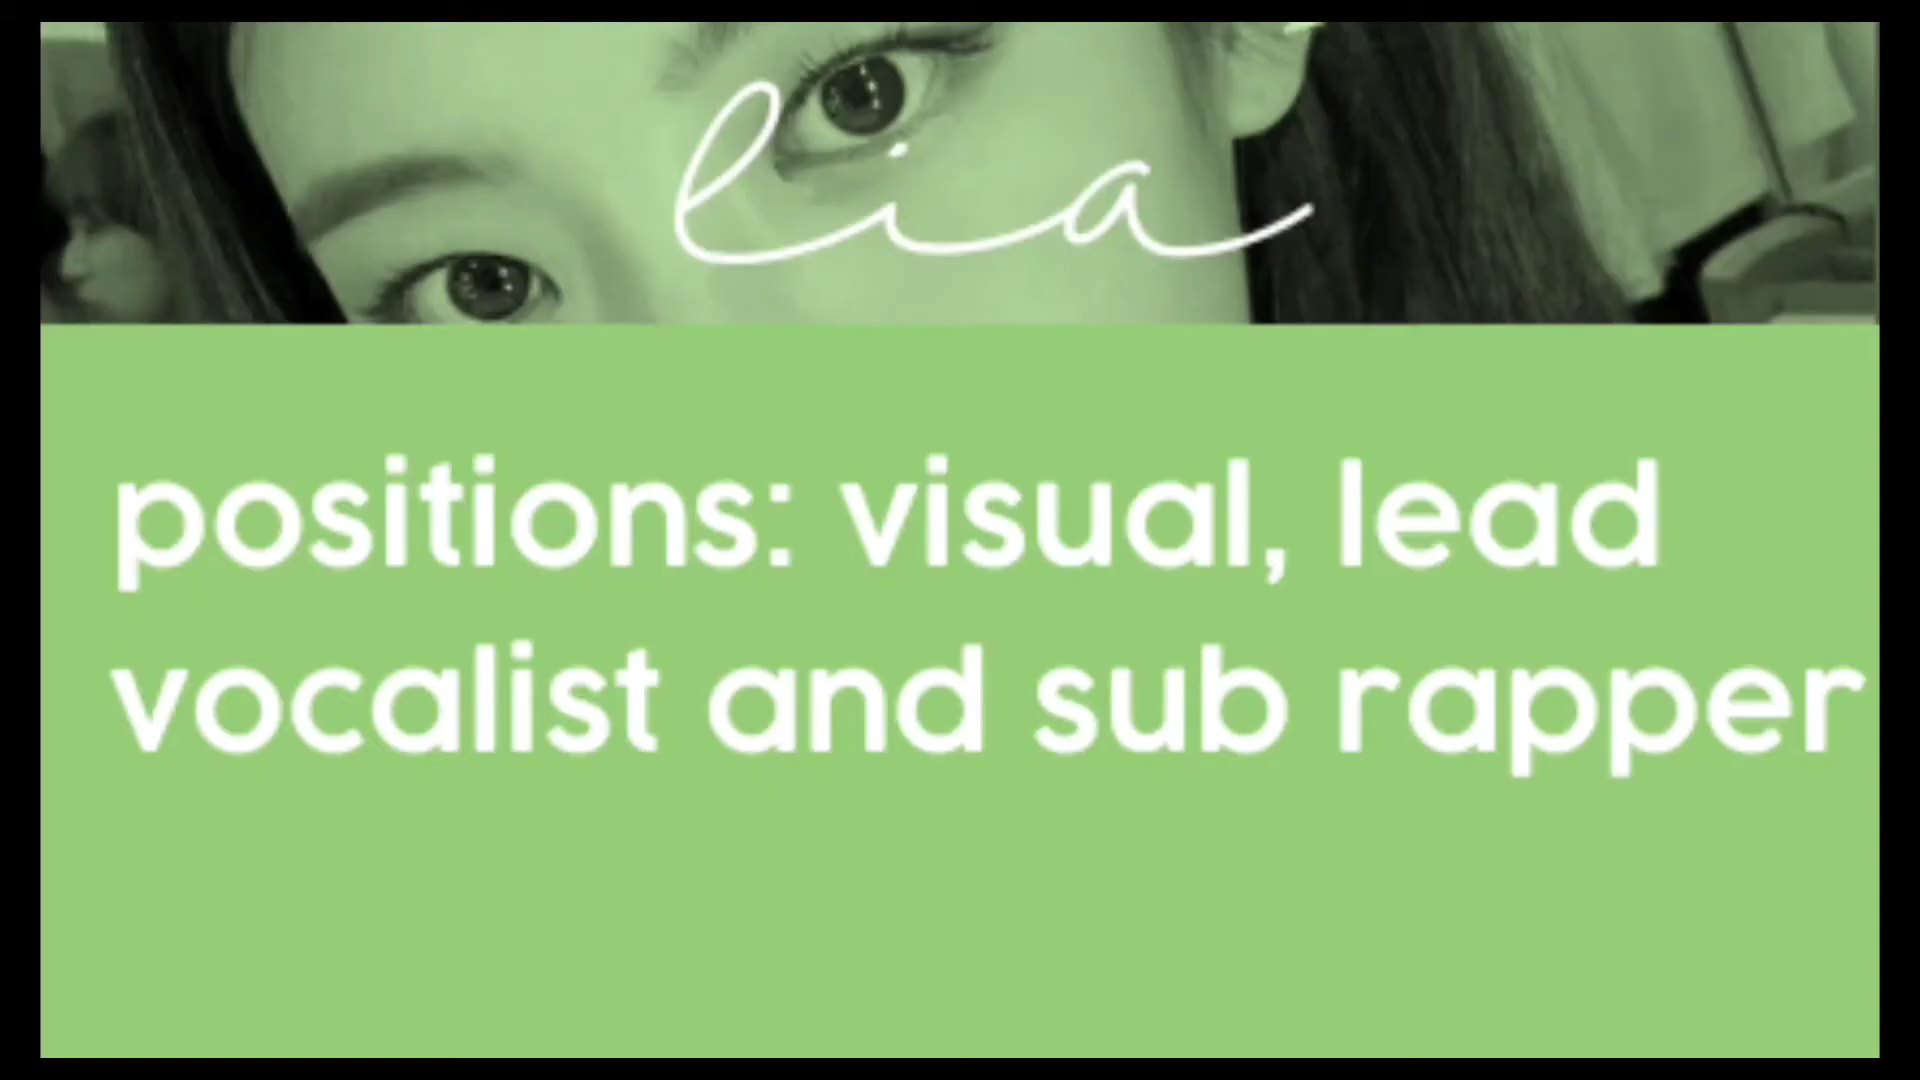 lia
positions: visual, lead
vocalist and sub rapper